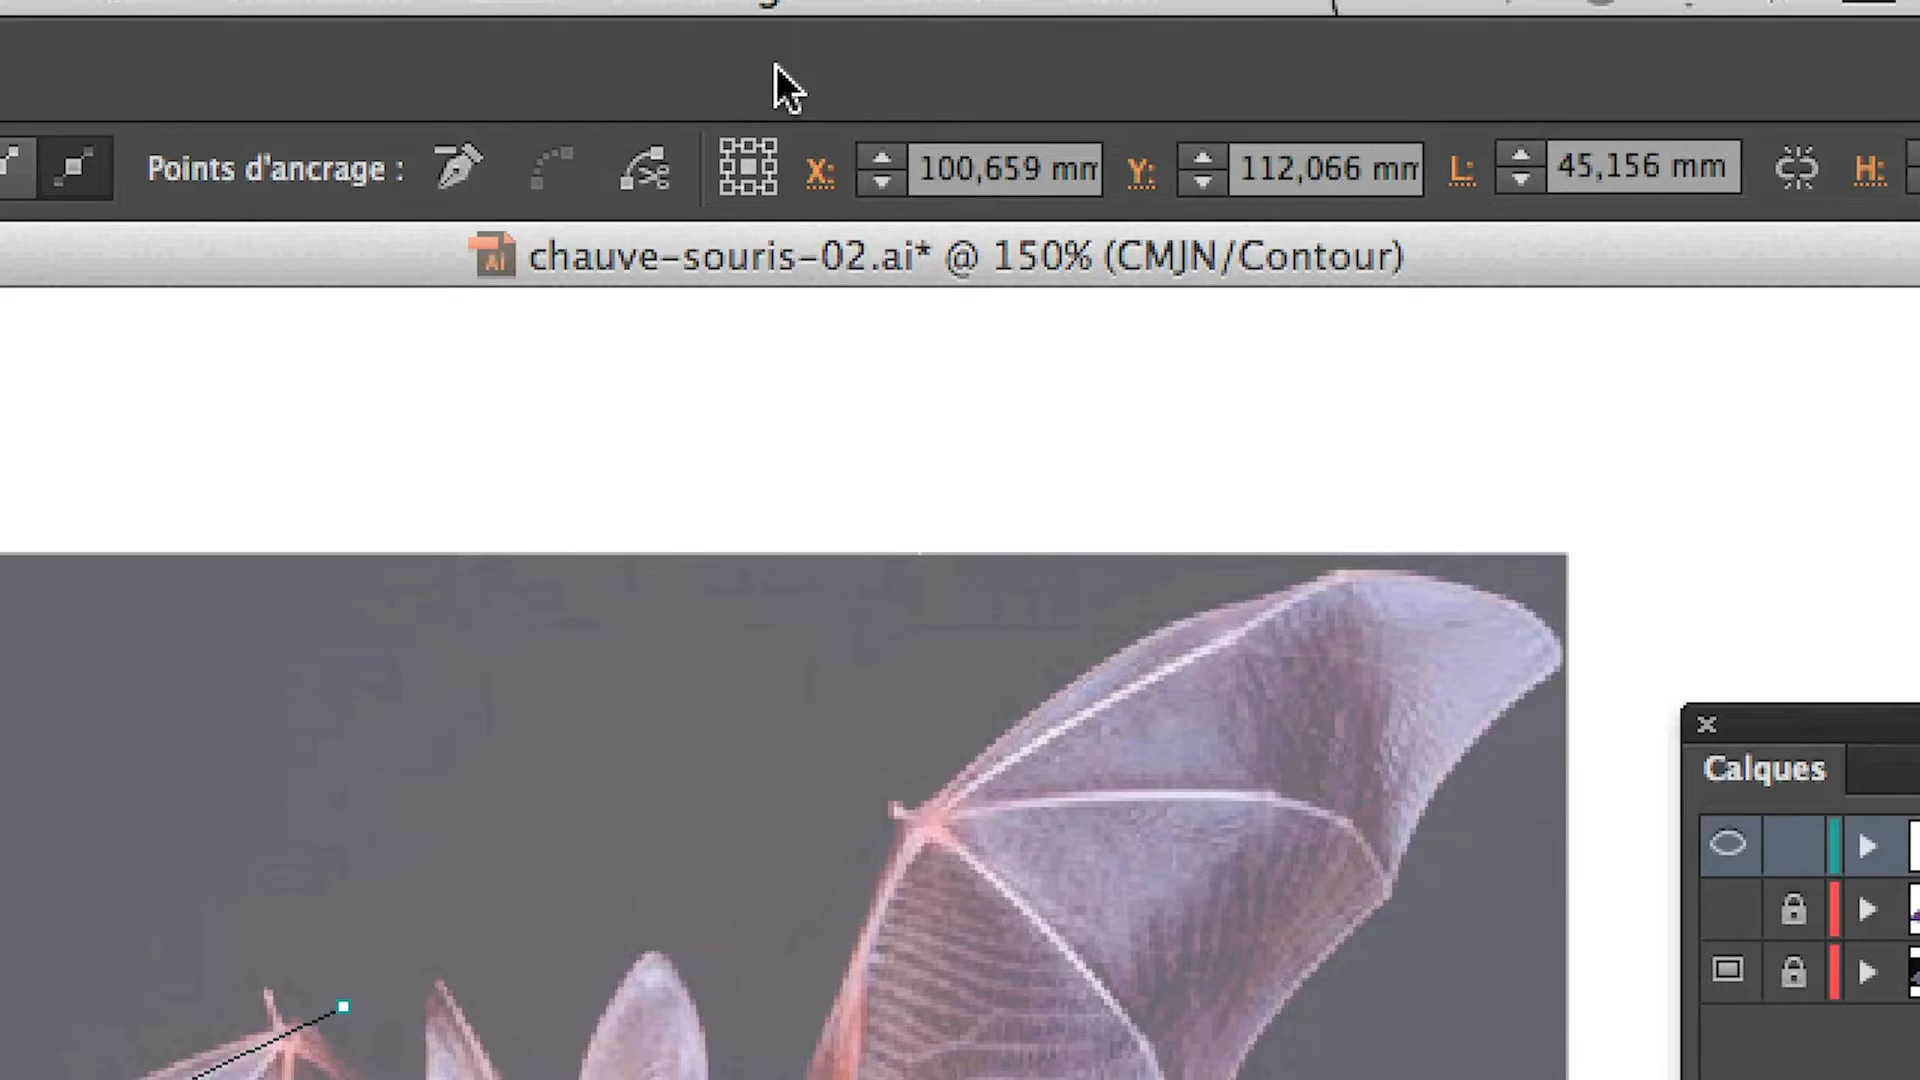 Points d'ancrage : X: 100,659 mm Y: 112,066 mm L: 45,156 mm H:
AI chauve-souris-02.ai* @ 150% (CMJN/Contour)
Calques